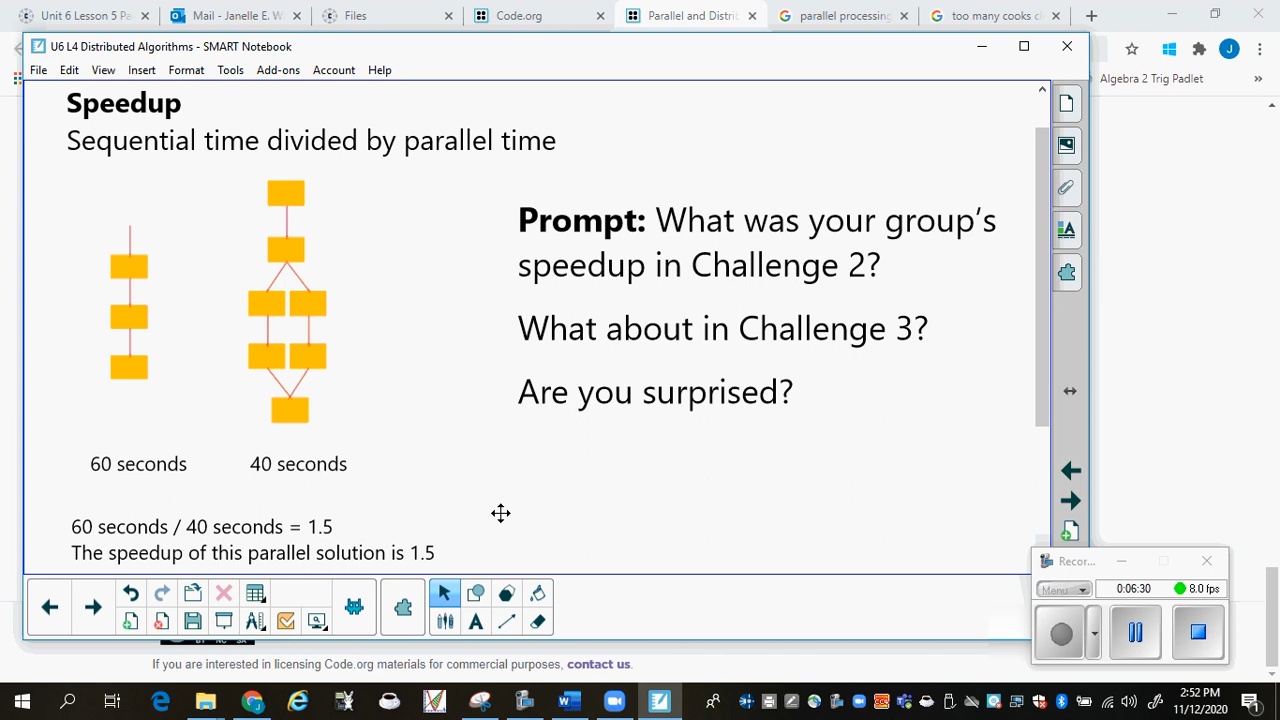 Unit 6 Lesson 5 Pa
Mail - Janelle E. W
Files
Code.org
Parallel and Distri
parallel processing
too many cooks c
U6 L4 Distributed Algorithms - SMART Notebook
J
File Edit View Insert Format Tools Add-ons Account Help
Algebra 2 Trig Padlet
Speedup
Sequential time divided by parallel time
Prompt: What was your group's
speedup in Challenge 2?
What about in Challenge 3?
Are you surprised?
60 seconds
40 seconds
60 seconds / 40 seconds = 1.5
The speedup of this parallel solution is 1.5
Recor...
Menu
0:06:30
8.0 fps
If you are interested in licensing Code.org materials for commercial purposes, contact us.
2:52 PM
11/12/2020